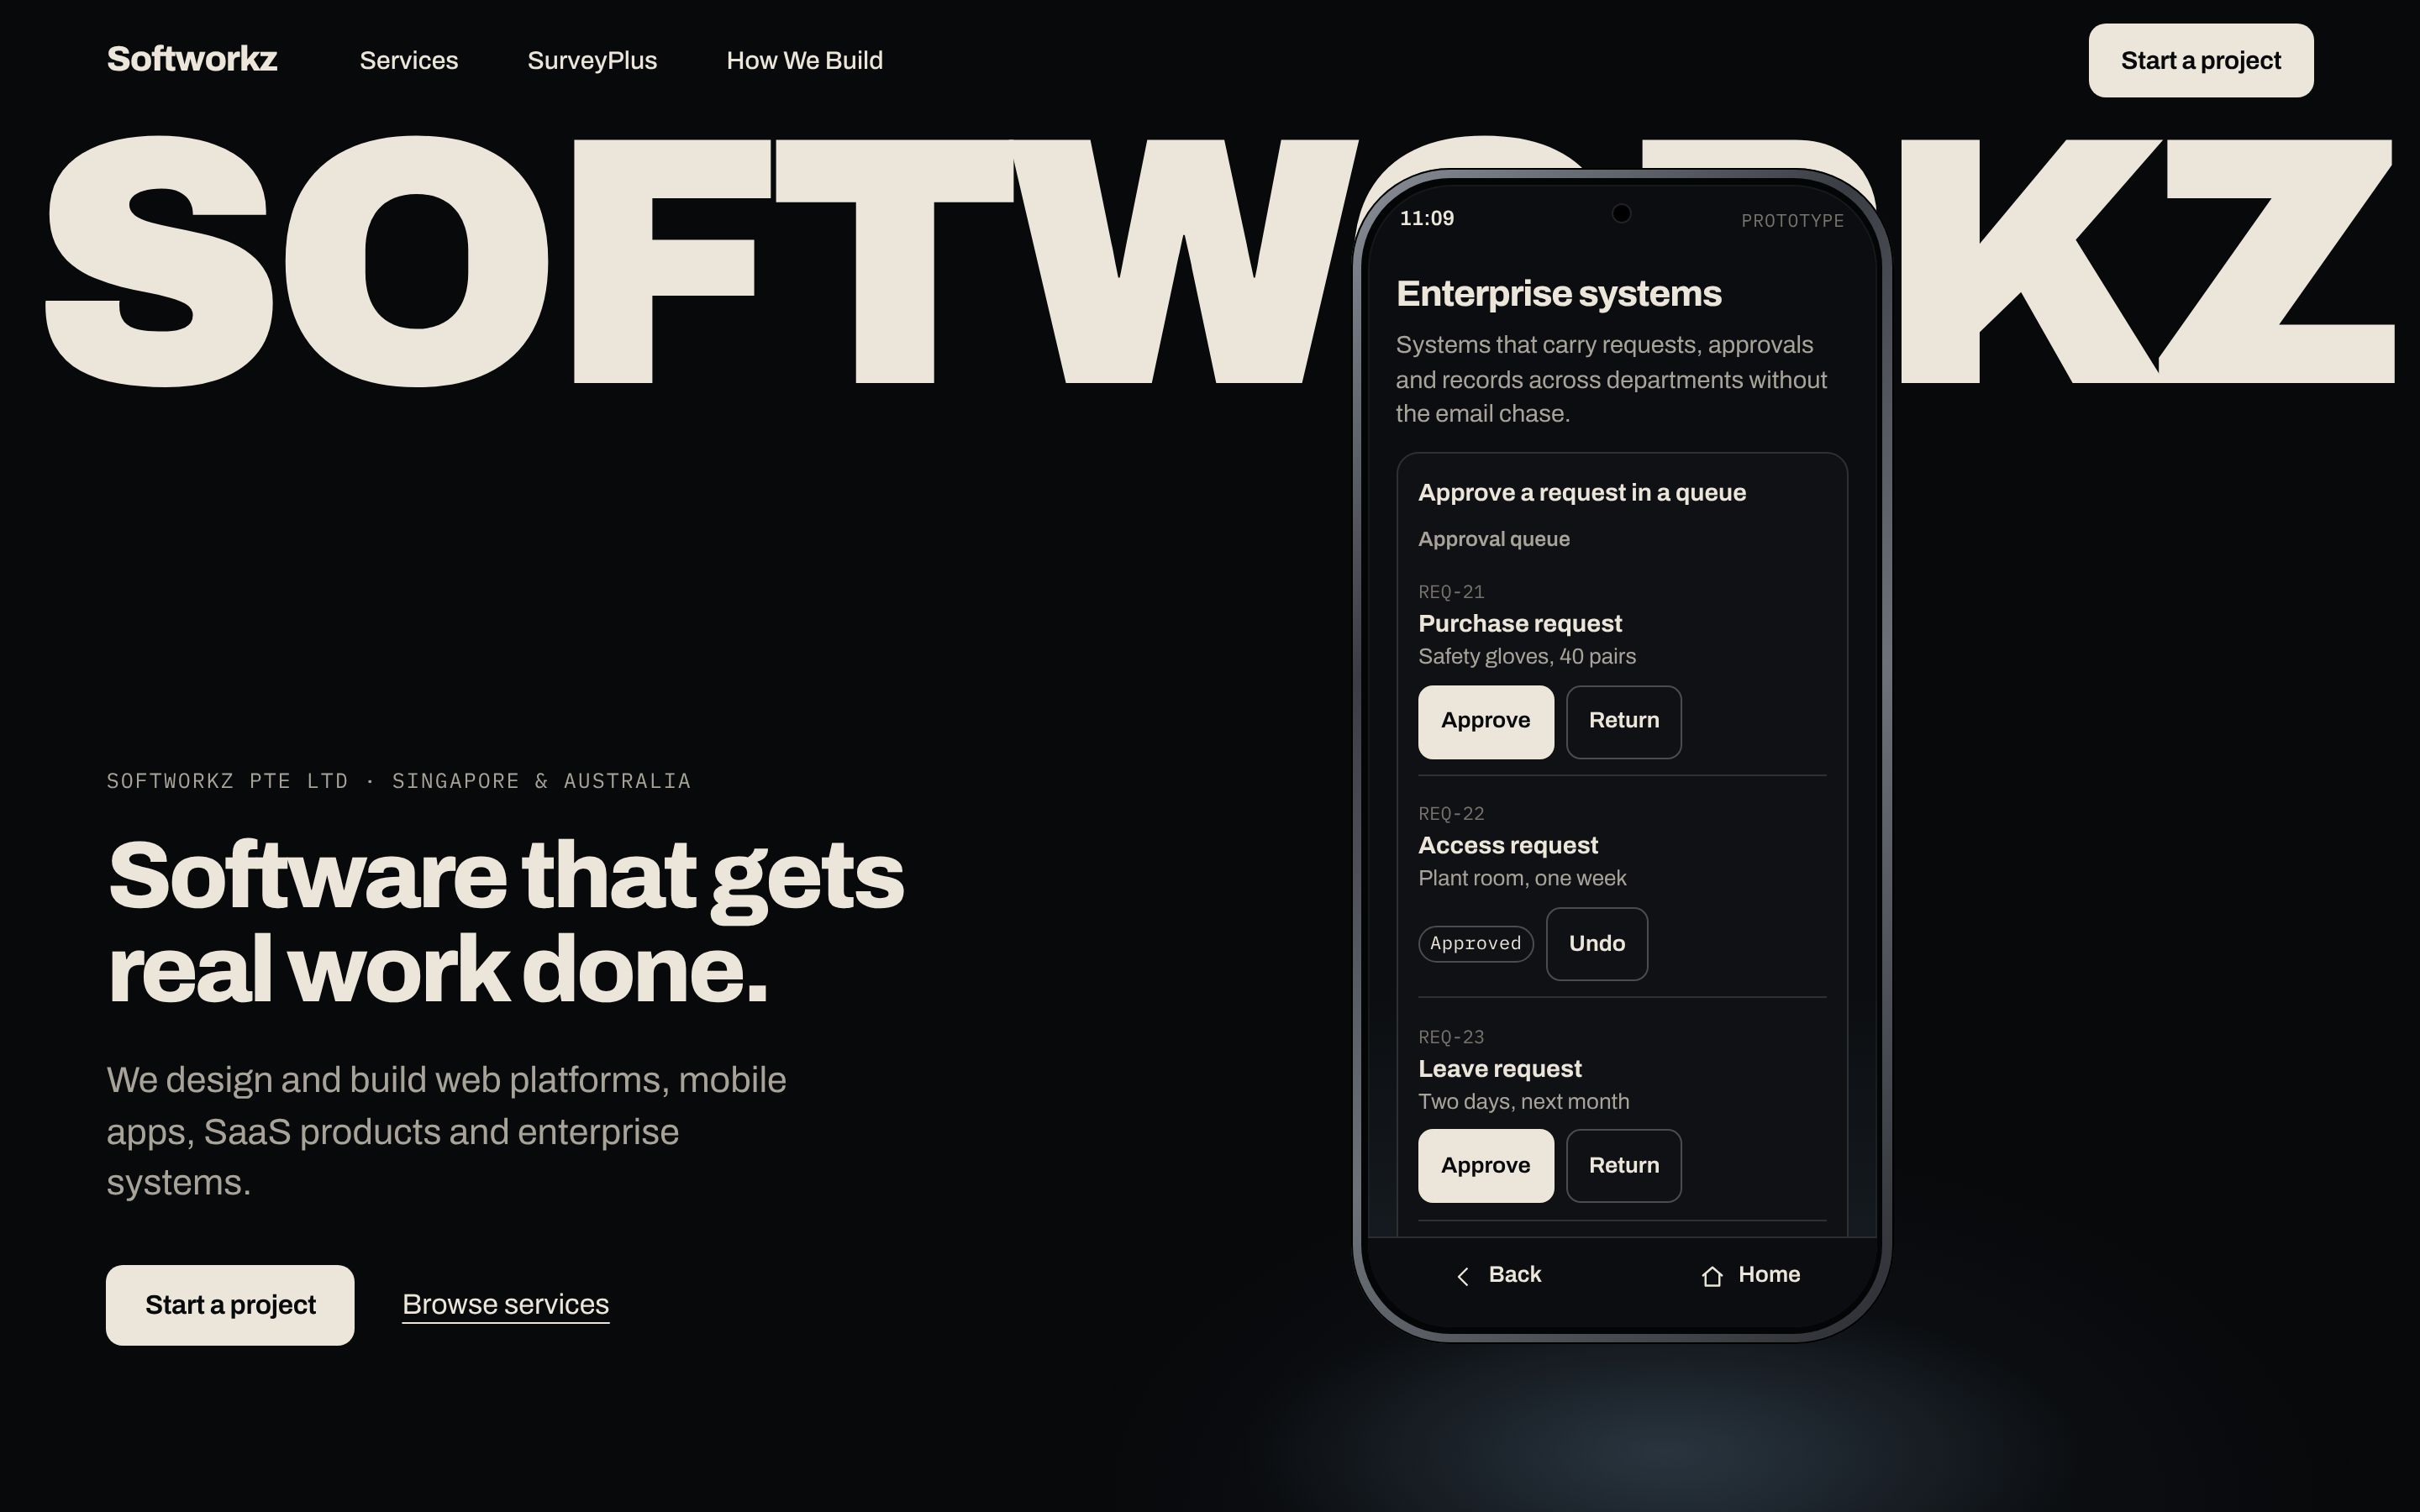 Softworkz
Services
SurveyPlus
How We Build
Start a project
SOFTWORKZ
SOFTWORKZ PTE LTD · SINGAPORE & AUSTRALIA
Software that gets
real work done.
We design and build web platforms, mobile
apps, SaaS products and enterprise
systems.
Start a project
Browse services
11:09
PROTOTYPE
Enterprise systems
Systems that carry requests, approvals
and records across departments without
the email chase.
Approve a request in a queue
Approval queue
REQ-21
Purchase request
Safety gloves, 40 pairs
Approve
Return
REQ-22
Access request
Plant room, one week
Approved
Undo
REQ-23
Leave request
Two days, next month
Approve
Return
Back
Home